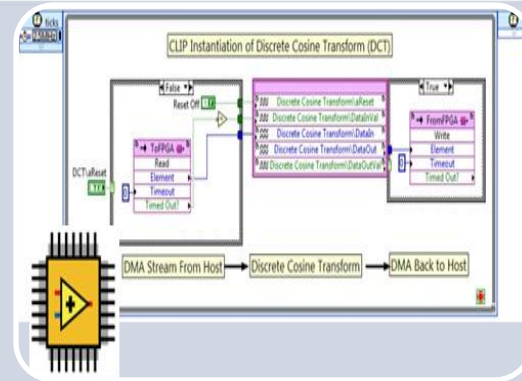 ticks
CLIP Instantiation of Discrete Cosine Transform (DCT)
False
True
Reset Off
Discrete Cosine Transform\aReset
Discrete Cosine Transform\DataInVal
Discrete Cosine Transform\DataIn
Discrete Cosine Transform\DataOut
Discrete Cosine Transform\DataOutVal
ToFPGA
Read
Element
Timeout
Timed Out?
DCT\aReset
FromFPGA
Write
Element
Timeout
Timed Out?
DMA Stream From Host
Discrete Cosine Transform
DMA Back to Host